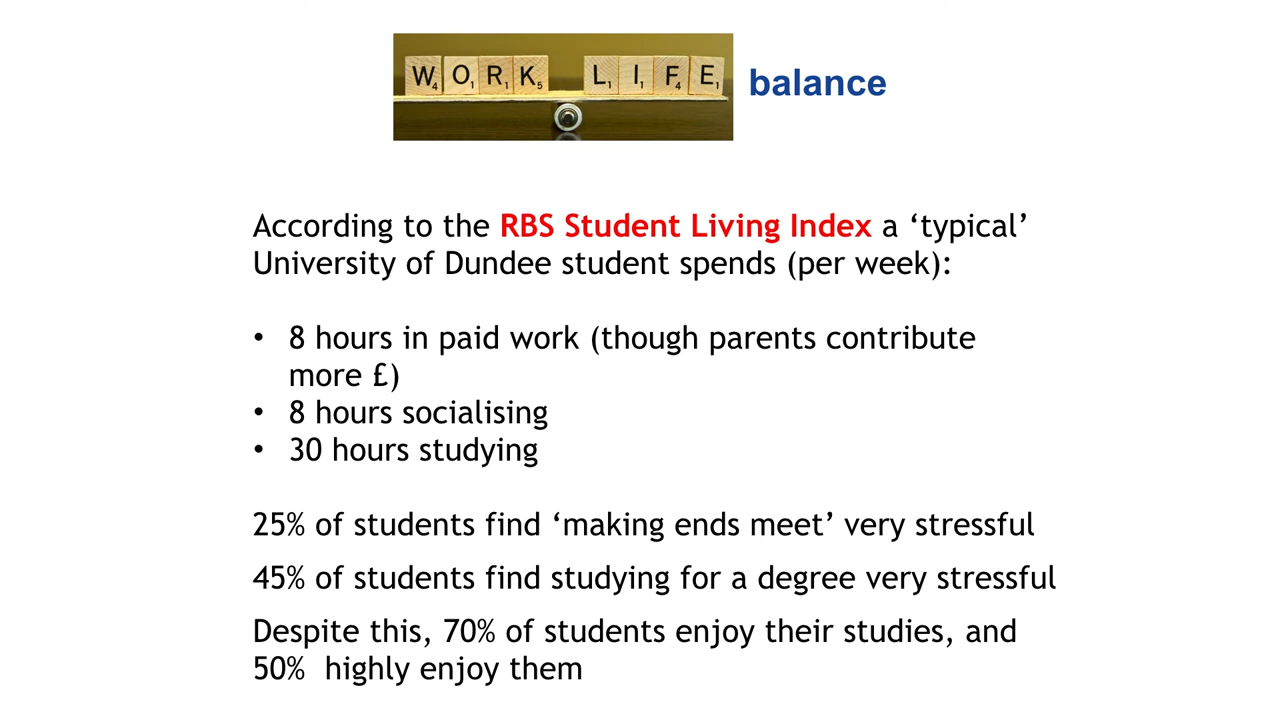 WORK LIFE balance
According to the RBS Student Living Index a ‘typical’
University of Dundee student spends (per week):
• 8 hours in paid work (though parents contribute
more £)
• 8 hours socialising
• 30 hours studying
25% of students find ‘making ends meet’ very stressful
45% of students find studying for a degree very stressful
Despite this, 70% of students enjoy their studies, and
50%  highly enjoy them